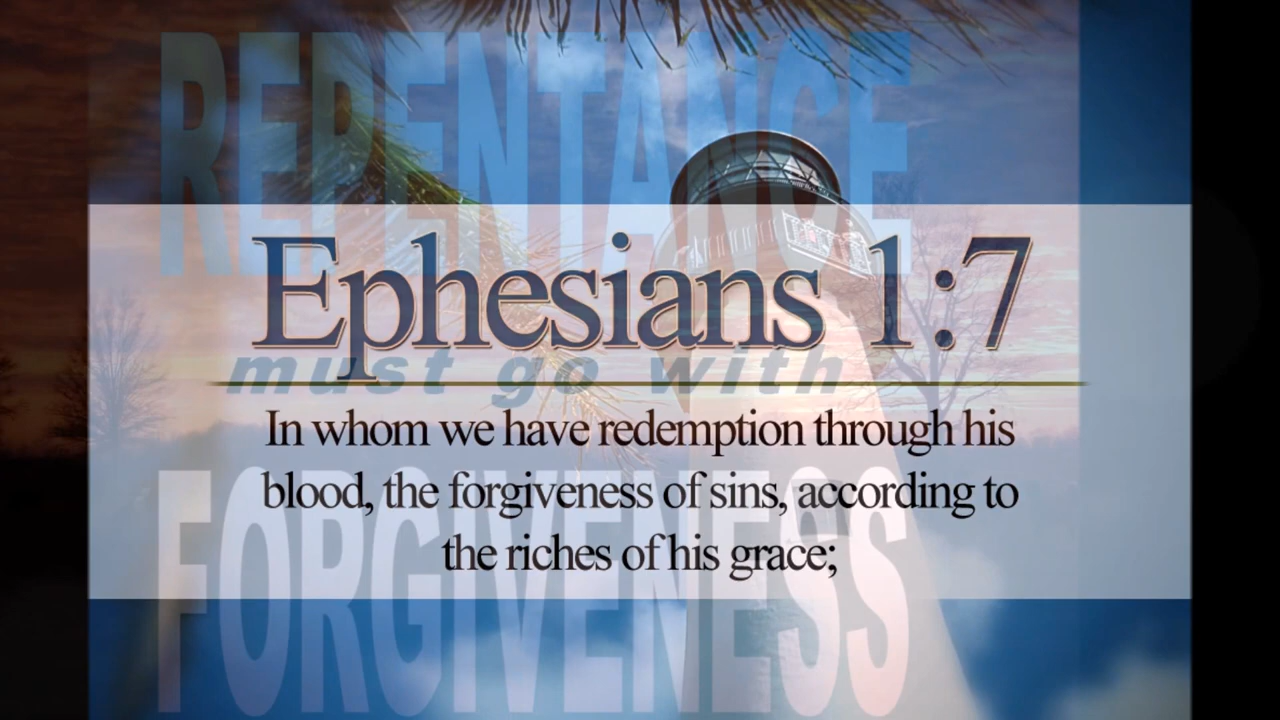 REPENTANCE
Ephesians 1:7
must go with
In whom we have redemption through his
blood, the forgiveness of sins, according to
the riches of his grace;
FORGIVENESS